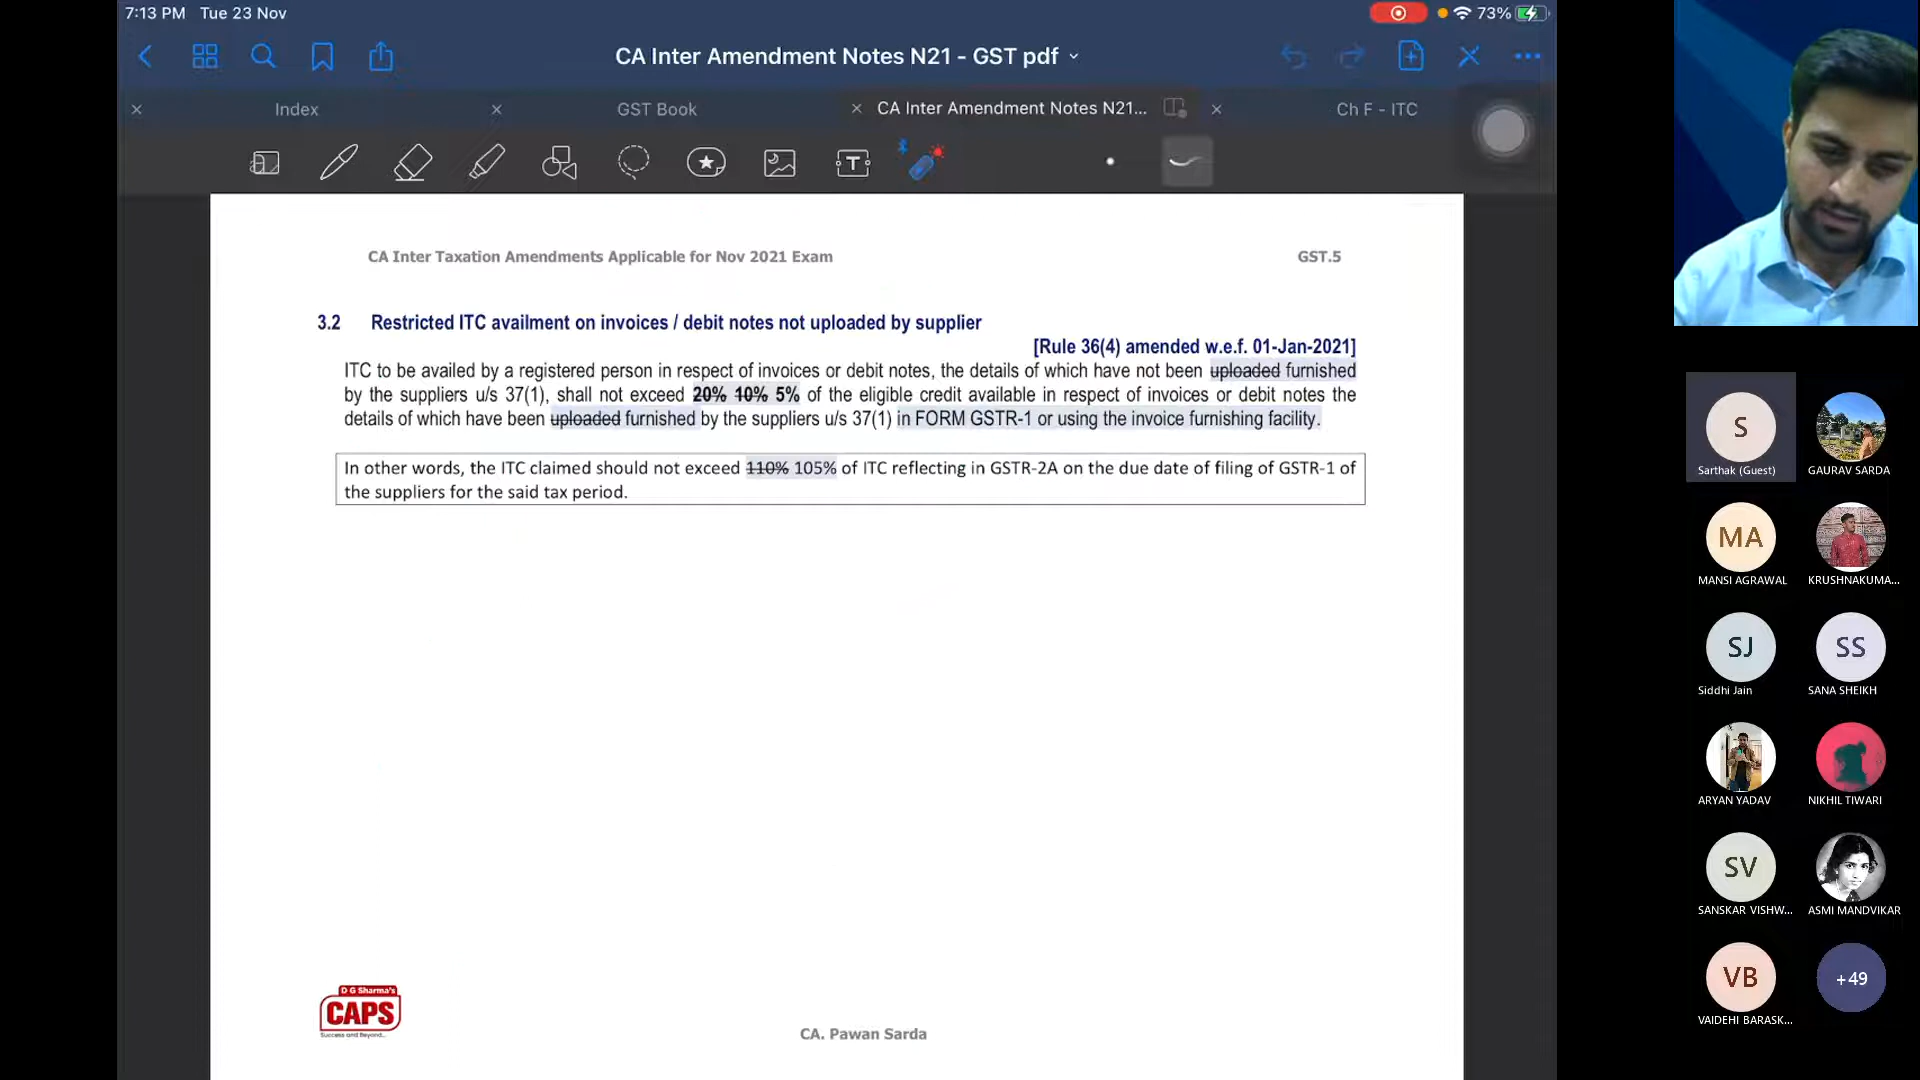 7:13 PM Tue 23 Nov
73%
CA Inter Amendment Notes N21 - GST pdf
Index
GST Book
CA Inter Amendment Notes N21...
Ch F - ITC
CA Inter Taxation Amendments Applicable for Nov 2021 Exam GST.5
3.2 Restricted ITC availment on invoices / debit notes not uploaded by supplier
[Rule 36(4) amended w.e.f. 01-Jan-2021]
ITC to be availed by a registered person in respect of invoices or debit notes, the details of which have not been uploaded furnished
by the suppliers u/s 37(1), shall not exceed 20% 10% 5% of the eligible credit available in respect of invoices or debit notes the
details of which have been uploaded furnished by the suppliers u/s 37(1) in FORM GSTR-1 or using the invoice furnishing facility.
In other words, the ITC claimed should not exceed 110% 105% of ITC reflecting in GSTR-2A on the due date of filing of GSTR-1 of
the suppliers for the said tax period.
D G Sharma's
CAPS
Success and Beyond...
CA. Pawan Sarda
S
Sarthak (Guest)
GAURAV SARDA
MA
MANSI AGRAWAL
KRUSHNAKUMA...
SJ
Siddhi Jain
SS
SANA SHEIKH
ARYAN YADAV
NIKHIL TIWARI
SV
SANSKAR VISHW...
ASMI MANDVIKAR
VB
VAIDEHI BARASK...
+49